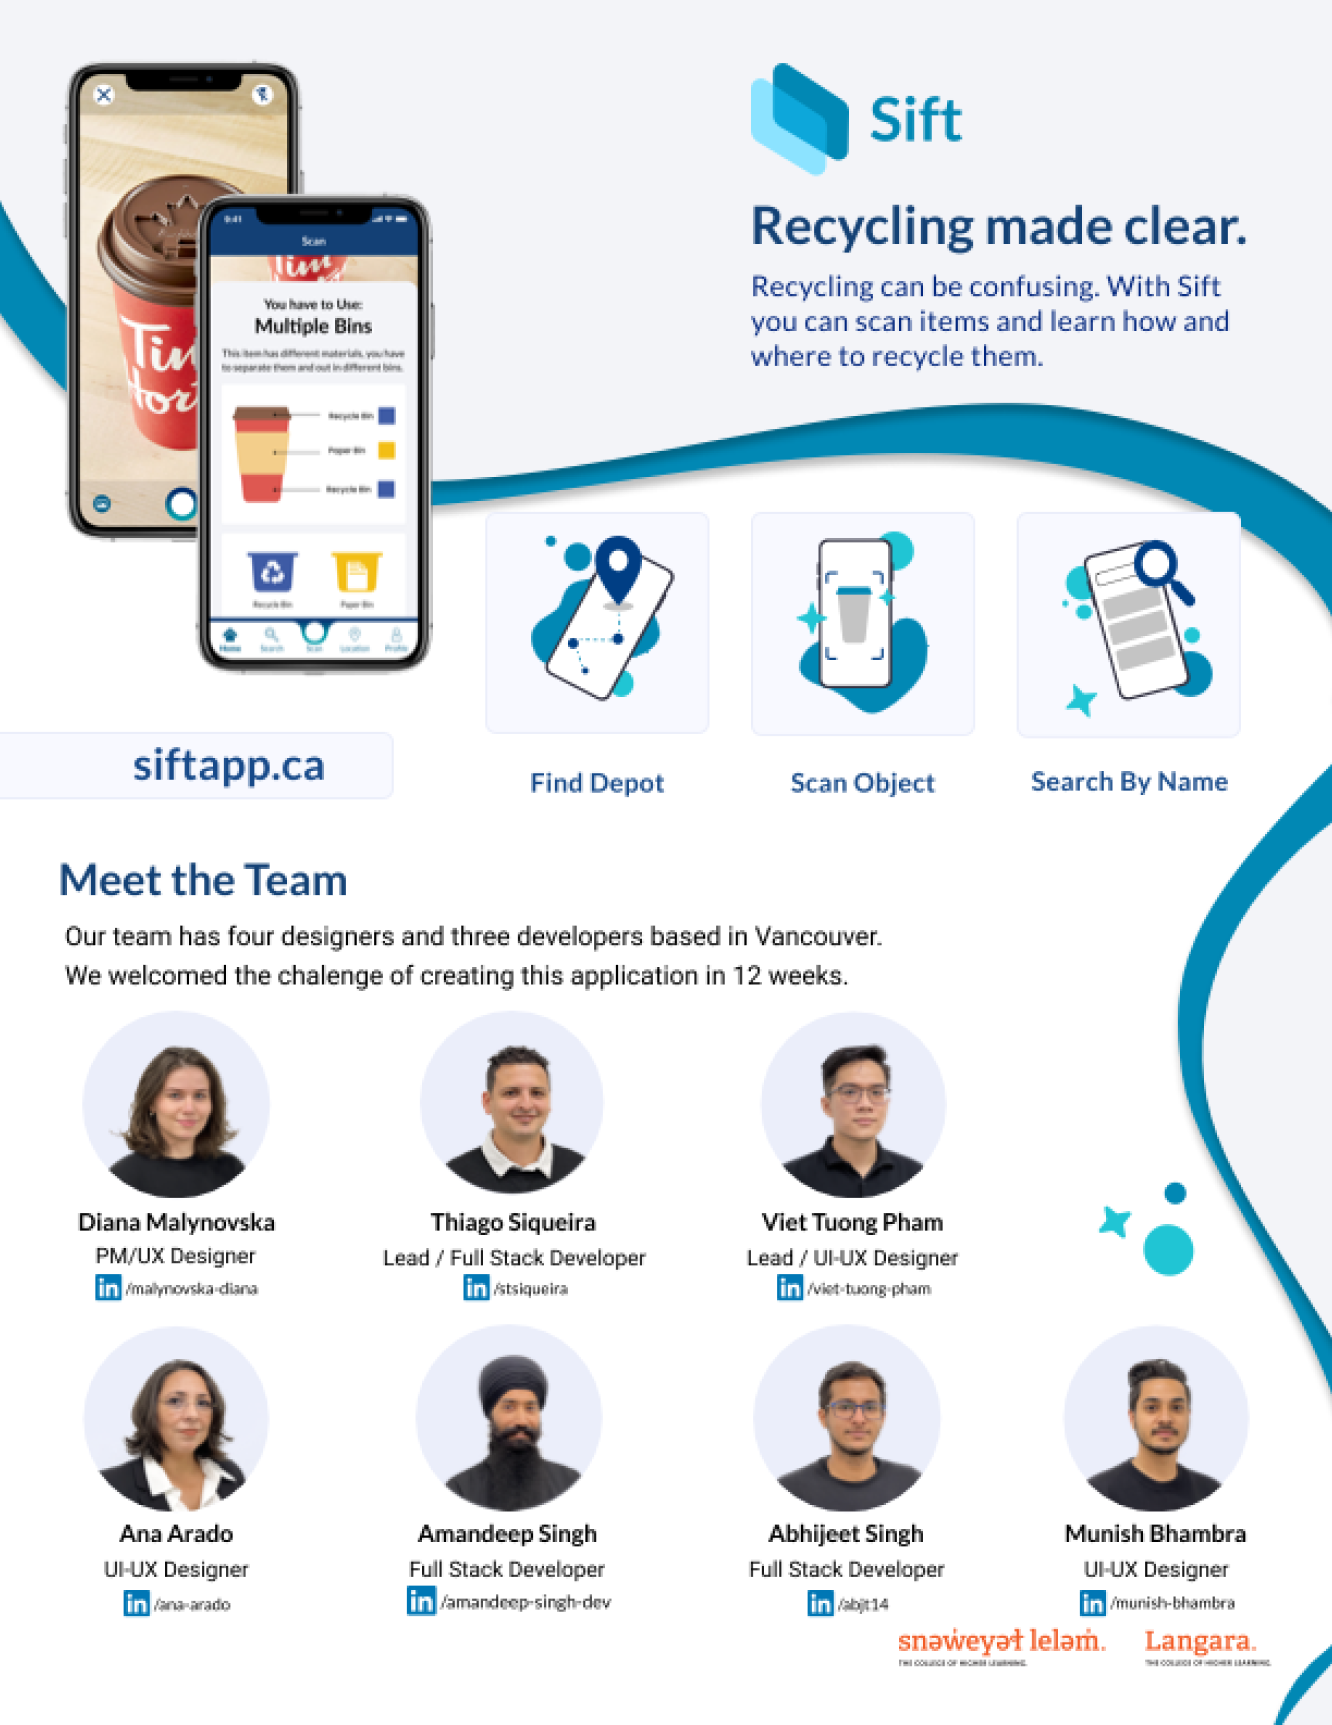 Sift
Recycling made clear.
Recycling can be confusing. With Sift
you can scan items and learn how and
where to recycle them.
Tim
Hor
9:41
Scan
Tim
You have to Use:
Multiple Bins
This item has different materials, you have
to separate them and out in different bins.
Recycle Bin
Paper Bin
Recycle Bin
Recycle Bin
Paper Bin
Home
Search
Scan
Location
Profile
siftapp.ca
Find Depot
Scan Object
Search By Name
Meet the Team
Our team has four designers and three developers based in Vancouver.
We welcomed the chalenge of creating this application in 12 weeks.
Diana Malynovska
PM/UX Designer
in /malynovska-diana
Thiago Siqueira
Lead / Full Stack Developer
in /stsiqueira
Viet Tuong Pham
Lead / UI-UX Designer
in /viet-tuong-pham
Ana Arado
UI-UX Designer
in /ana-arado
Amandeep Singh
Full Stack Developer
in /amandeep-singh-dev
Abhijeet Singh
Full Stack Developer
in /abjt14
Munish Bhambra
UI-UX Designer
in /munish-bhambra
snəw̓eyəɬ leləm̓.
THE COLLEGE OF HIGHER LEARNING.
Langara.
THE COLLEGE OF HIGHER LEARNING.